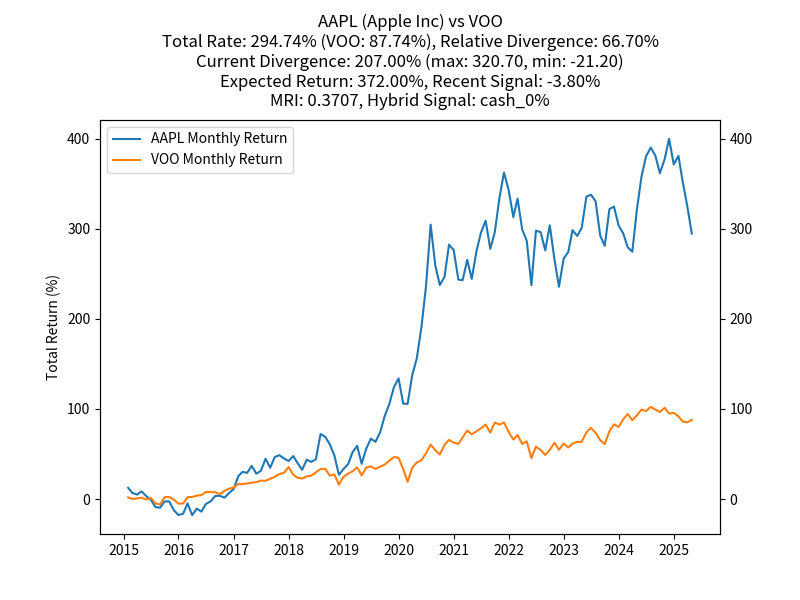 AAPL (Apple Inc) vs VOO
Total Rate: 294.74% (VOO: 87.74%), Relative Divergence: 66.70%
Current Divergence: 207.00% (max: 320.70, min: -21.20)
Expected Return: 372.00%, Recent Signal: -3.80%
MRI: 0.3707, Hybrid Signal: cash_0%
AAPL Monthly Return
VOO Monthly Return
Total Return (%)
400
300
200
100
0
400
300
200
100
0
2015 2016 2017 2018 2019 2020 2021 2022 2023 2024 2025